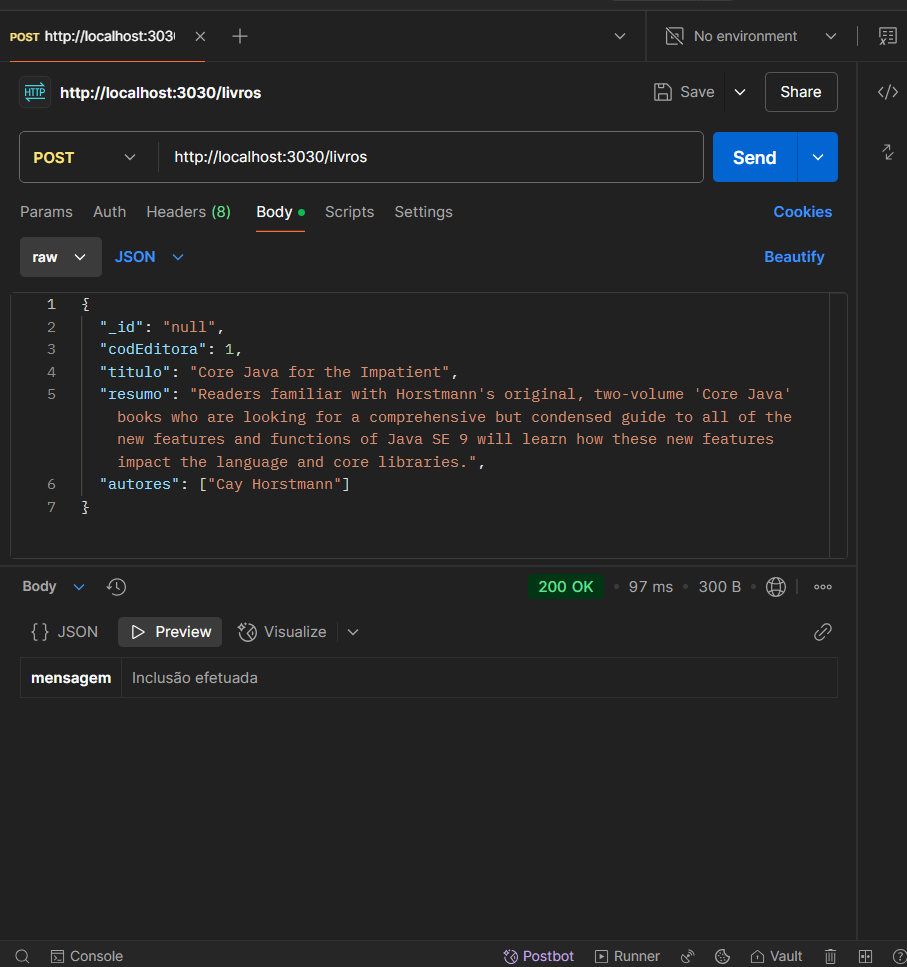 POST http://localhost:303
No environment
HTTP http://localhost:3030/livros
Save
Share
POST
http://localhost:3030/livros
Send
Params Auth Headers (8) Body Scripts Settings Cookies
raw JSON Beautify
1 {
2 "_id": "null",
3 "codEditora": 1,
4 "titulo": "Core Java for the Impatient",
5 "resumo": "Readers familiar with Horstmann's original, two-volume 'Core Java'
books who are looking for a comprehensive but condensed guide to all of the
new features and functions of Java SE 9 will learn how these new features
impact the language and core libraries.",
6 "autores": ["Cay Horstmann"]
7 }
Body 200 OK • 97 ms • 300 B •
{} JSON Preview Visualize
mensagem Inclusão efetuada
Console Postbot Runner Vault